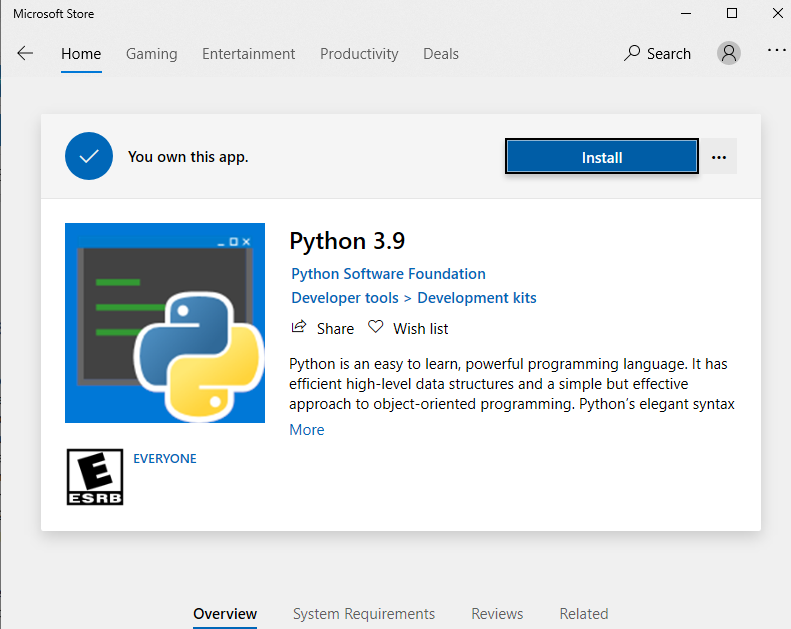 Microsoft Store
Home Gaming Entertainment Productivity Deals Search
You own this app.
Install
Python 3.9
Python Software Foundation
Developer tools > Development kits
Share Wish list
Python is an easy to learn, powerful programming language. It has
efficient high-level data structures and a simple but effective
approach to object-oriented programming. Python's elegant syntax
More
E
ESRB
EVERYONE
Overview System Requirements Reviews Related